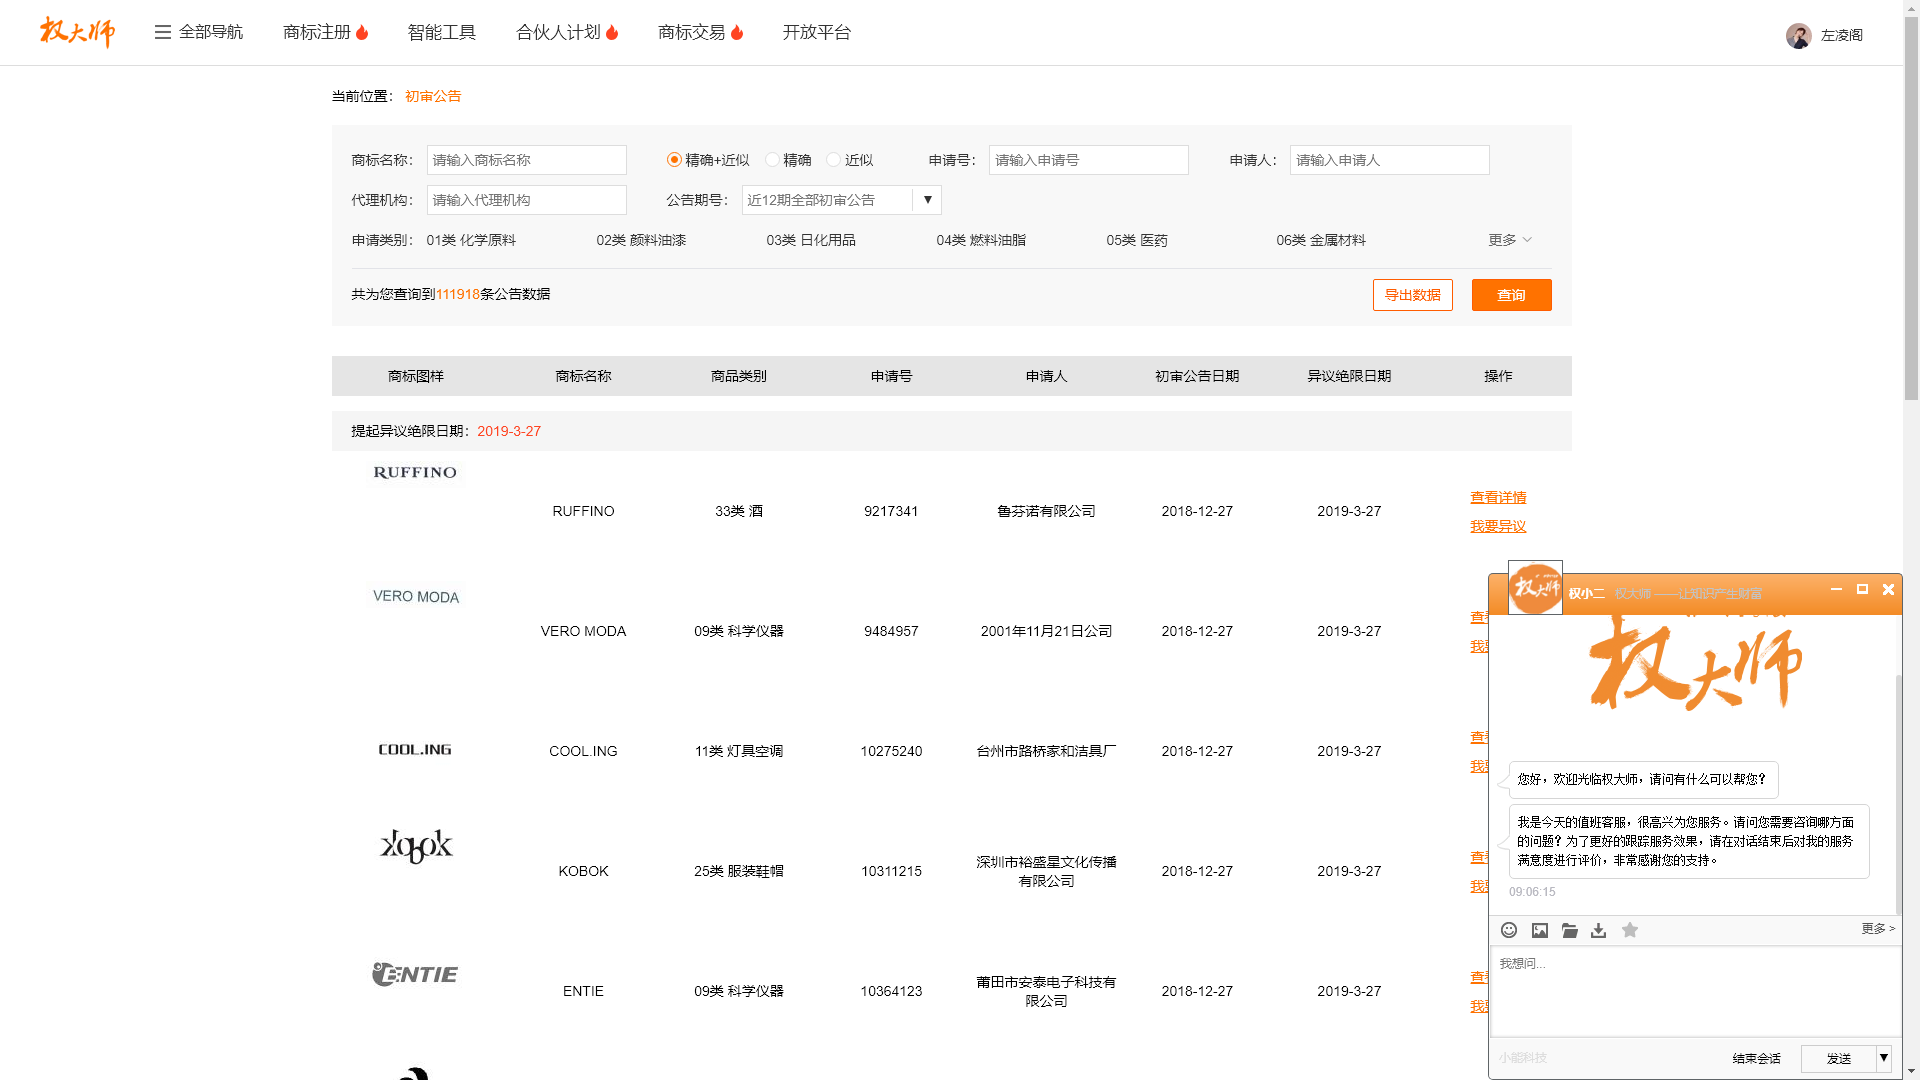 权大师
全部导航
商标注册
智能工具
合伙人计划
商标交易
开放平台
左凌阁
当前位置： 初审公告
商标名称： 请输入商标名称 精确+近似 精确 近似 申请号： 请输入申请号 申请人： 请输入申请人
代理机构： 请输入代理机构 公告期号： 近12期全部初审公告
申请类别： 01类 化学原料 02类 颜料油漆 03类 日化用品 04类 燃料油脂 05类 医药 06类 金属材料 更多
共为您查询到111918条公告数据
导出数据
查询
商标图样 商标名称 商品类别 申请号 申请人 初审公告日期 异议绝限日期 操作
提起异议绝限日期：2019-3-27
RUFFINO
RUFFINO 33类 酒 9217341 鲁芬诺有限公司 2018-12-27 2019-3-27
查看详情
我要异议
VERO MODA
VERO MODA 09类 科学仪器 9484957 2001年11月21日公司 2018-12-27 2019-3-27
COOL.ING
COOL.ING 11类 灯具空调 10275240 台州市路桥家和洁具厂 2018-12-27 2019-3-27
kobok
KOBOK 25类 服装鞋帽 10311215 深圳市裕盛星文化传播
有限公司 2018-12-27 2019-3-27
ENTIE
ENTIE 09类 科学仪器 10364123 莆田市安泰电子科技有
限公司 2018-12-27 2019-3-27
权大师
权小二 权大师 ——让知识产生财富
权大师
您好，欢迎光临权大师，请问有什么可以帮您？
我是今天的值班客服，很高兴为您服务。请问您需要咨询哪方面
的问题？为了更好的跟踪服务效果，请在对话结束后对我的服务
满意度进行评价，非常感谢您的支持。
09:06:15
更多 >
我想问...
小能科技
结束会话
发送